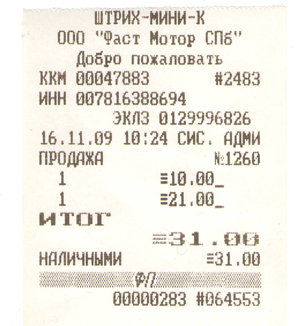 ШТРИХ-МИНИ-К
ООО "Фаст Мотор СПб"
Добро пожаловать
ККМ 00047883 #2483
ИНН 007816388694
ЭКЛЗ 0129996826
16.11.09 10:24 СИС. АДМИ
ПРОДАЖА №1260
1 ≡10.00_
1 ≡21.00_
ИТОГ
≡31.00
НАЛИЧНЫМИ ≡31.00
ФП
00000283 #064553